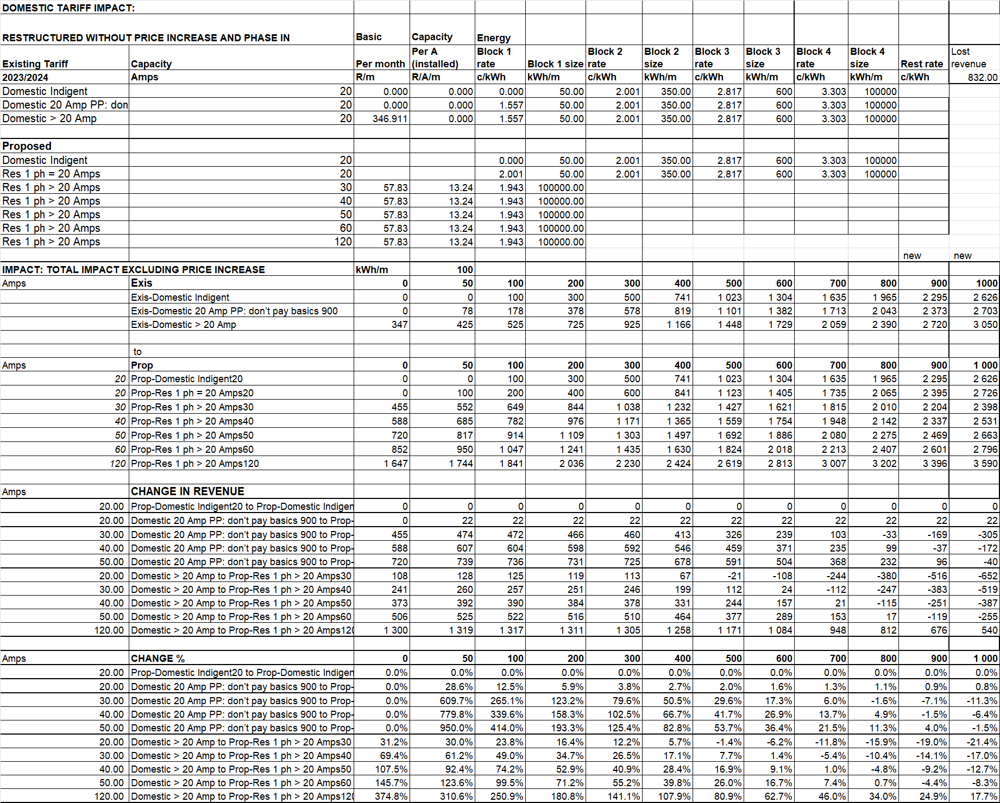 DOMESTIC TARIFF IMPACT:
RESTRUCTURED WITHOUT PRICE INCREASE AND PHASE IN Basic Capacity Energy
Existing Tariff Capacity Per month Per A (installed) Block 1 rate Block 1 size Block 2 rate Block 2 size Block 3 rate Block 3 size Block 4 rate Block 4 size Rest rate Lost revenue
2023/2024 Amps R/m R/A/m c/kWh kWh/m c/kWh kWh/m c/kWh kWh/m c/kWh kWh/m c/kWh 832.00
Domestic Indigent 20 0.000 0.000 0.000 50.00 2.001 350.00 2.817 600 3.303 100000
Domestic 20 Amp PP: don 20 0.000 0.000 1.557 50.00 2.001 350.00 2.817 600 3.303 100000
Domestic > 20 Amp 20 346.911 0.000 1.557 50.00 2.001 350.00 2.817 600 3.303 100000
Proposed
Domestic Indigent 20 0.000 50.00 2.001 350.00 2.817 600 3.303 100000
Res 1 ph = 20 Amps 20 2.001 50.00 2.001 350.00 2.817 600 3.303 100000
Res 1 ph > 20 Amps 30 57.83 13.24 1.943 100000.00
Res 1 ph > 20 Amps 40 57.83 13.24 1.943 100000.00
Res 1 ph > 20 Amps 50 57.83 13.24 1.943 100000.00
Res 1 ph > 20 Amps 60 57.83 13.24 1.943 100000.00
Res 1 ph > 20 Amps 120 57.83 13.24 1.943 100000.00
new new
IMPACT: TOTAL IMPACT EXCLUDING PRICE INCREASE kWh/m 100
Amps Exis 0 50 100 200 300 400 500 600 700 800 900 1000
Exis-Domestic Indigent 0 0 100 300 500 741 1 023 1 304 1 635 1 965 2 295 2 626
Exis-Domestic 20 Amp PP: don't pay basics 900 0 78 178 378 578 819 1 101 1 382 1 713 2 043 2 373 2 703
Exis-Domestic > 20 Amp 347 425 525 725 925 1 166 1 448 1 729 2 059 2 390 2 720 3 050
to
Amps Prop 0 50 100 200 300 400 500 600 700 800 900 1 000
20 Prop-Domestic Indigent20 0 0 100 300 500 741 1 023 1 304 1 635 1 965 2 295 2 626
20 Prop-Res 1 ph = 20 Amps20 0 100 200 400 600 841 1 123 1 405 1 735 2 065 2 395 2 726
30 Prop-Res 1 ph > 20 Amps30 455 552 649 844 1 038 1 232 1 427 1 621 1 815 2 010 2 204 2 398
40 Prop-Res 1 ph > 20 Amps40 588 685 782 976 1 171 1 365 1 559 1 754 1 948 2 142 2 337 2 531
50 Prop-Res 1 ph > 20 Amps50 720 817 914 1 109 1 303 1 497 1 692 1 886 2 080 2 275 2 469 2 663
60 Prop-Res 1 ph > 20 Amps60 852 950 1 047 1 241 1 435 1 630 1 824 2 018 2 213 2 407 2 601 2 796
120 Prop-Res 1 ph > 20 Amps120 1 647 1 744 1 841 2 036 2 230 2 424 2 619 2 813 3 007 3 202 3 396 3 590
Amps CHANGE IN REVENUE
20.00 Prop-Domestic Indigent20 to Prop-Domestic Indigen 0 0 0 0 0 0 0 0 0 0 0 0
20.00 Domestic 20 Amp PP: don't pay basics 900 to Prop- 0 22 22 22 22 22 22 22 22 22 22 22
30.00 Domestic 20 Amp PP: don't pay basics 900 to Prop- 455 474 472 466 460 413 326 239 103 -33 -169 -305
40.00 Domestic 20 Amp PP: don't pay basics 900 to Prop- 588 607 604 598 592 546 459 371 235 99 -37 -172
50.00 Domestic 20 Amp PP: don't pay basics 900 to Prop- 720 739 736 731 725 678 591 504 368 232 96 -40
20.00 Domestic > 20 Amp to Prop-Res 1 ph > 20 Amps30 108 128 125 119 113 67 -21 -108 -244 -380 -516 -652
30.00 Domestic > 20 Amp to Prop-Res 1 ph > 20 Amps40 241 260 257 251 246 199 112 24 -112 -247 -383 -519
40.00 Domestic > 20 Amp to Prop-Res 1 ph > 20 Amps50 373 392 390 384 378 331 244 157 21 -115 -251 -387
50.00 Domestic > 20 Amp to Prop-Res 1 ph > 20 Amps60 506 525 522 516 510 464 377 289 153 17 -119 -255
120.00 Domestic > 20 Amp to Prop-Res 1 ph > 20 Amps120 1 300 1 319 1 317 1 311 1 305 1 258 1 171 1 084 948 812 676 540
Amps CHANGE % 0 50 100 200 300 400 500 600 700 800 900 1 000
20.00 Prop-Domestic Indigent20 to Prop-Domestic Indigen 0.0% 0.0% 0.0% 0.0% 0.0% 0.0% 0.0% 0.0% 0.0% 0.0% 0.0% 0.0%
20.00 Domestic 20 Amp PP: don't pay basics 900 to Prop- 0.0% 28.6% 12.5% 5.9% 3.8% 2.7% 2.0% 1.6% 1.3% 1.1% 0.9% 0.8%
30.00 Domestic 20 Amp PP: don't pay basics 900 to Prop- 0.0% 609.7% 265.1% 123.2% 79.6% 50.5% 29.6% 17.3% 6.0% -1.6% -7.1% -11.3%
40.00 Domestic 20 Amp PP: don't pay basics 900 to Prop- 0.0% 779.8% 339.6% 158.3% 102.5% 66.7% 41.7% 26.9% 13.7% 4.9% -1.5% -6.4%
50.00 Domestic 20 Amp PP: don't pay basics 900 to Prop- 0.0% 950.0% 414.0% 193.3% 125.4% 82.8% 53.7% 36.4% 21.5% 11.3% 4.0% -1.5%
20.00 Domestic > 20 Amp to Prop-Res 1 ph > 20 Amps30 31.2% 30.0% 23.8% 16.4% 12.2% 5.7% -1.4% -6.2% -11.8% -15.9% -19.0% -21.4%
30.00 Domestic > 20 Amp to Prop-Res 1 ph > 20 Amps40 69.4% 61.2% 49.0% 34.7% 26.5% 17.1% 7.7% 1.4% -5.4% -10.4% -14.1% -17.0%
40.00 Domestic > 20 Amp to Prop-Res 1 ph > 20 Amps50 107.5% 92.4% 74.2% 52.9% 40.9% 28.4% 16.9% 9.1% 1.0% -4.8% -9.2% -12.7%
50.00 Domestic > 20 Amp to Prop-Res 1 ph > 20 Amps60 145.7% 123.6% 99.5% 71.2% 55.2% 39.8% 26.0% 16.7% 7.4% 0.7% -4.4% -8.3%
120.00 Domestic > 20 Amp to Prop-Res 1 ph > 20 Amps120 374.8% 310.6% 250.9% 180.8% 141.1% 107.9% 80.9% 62.7% 46.0% 34.0% 24.9% 17.7%